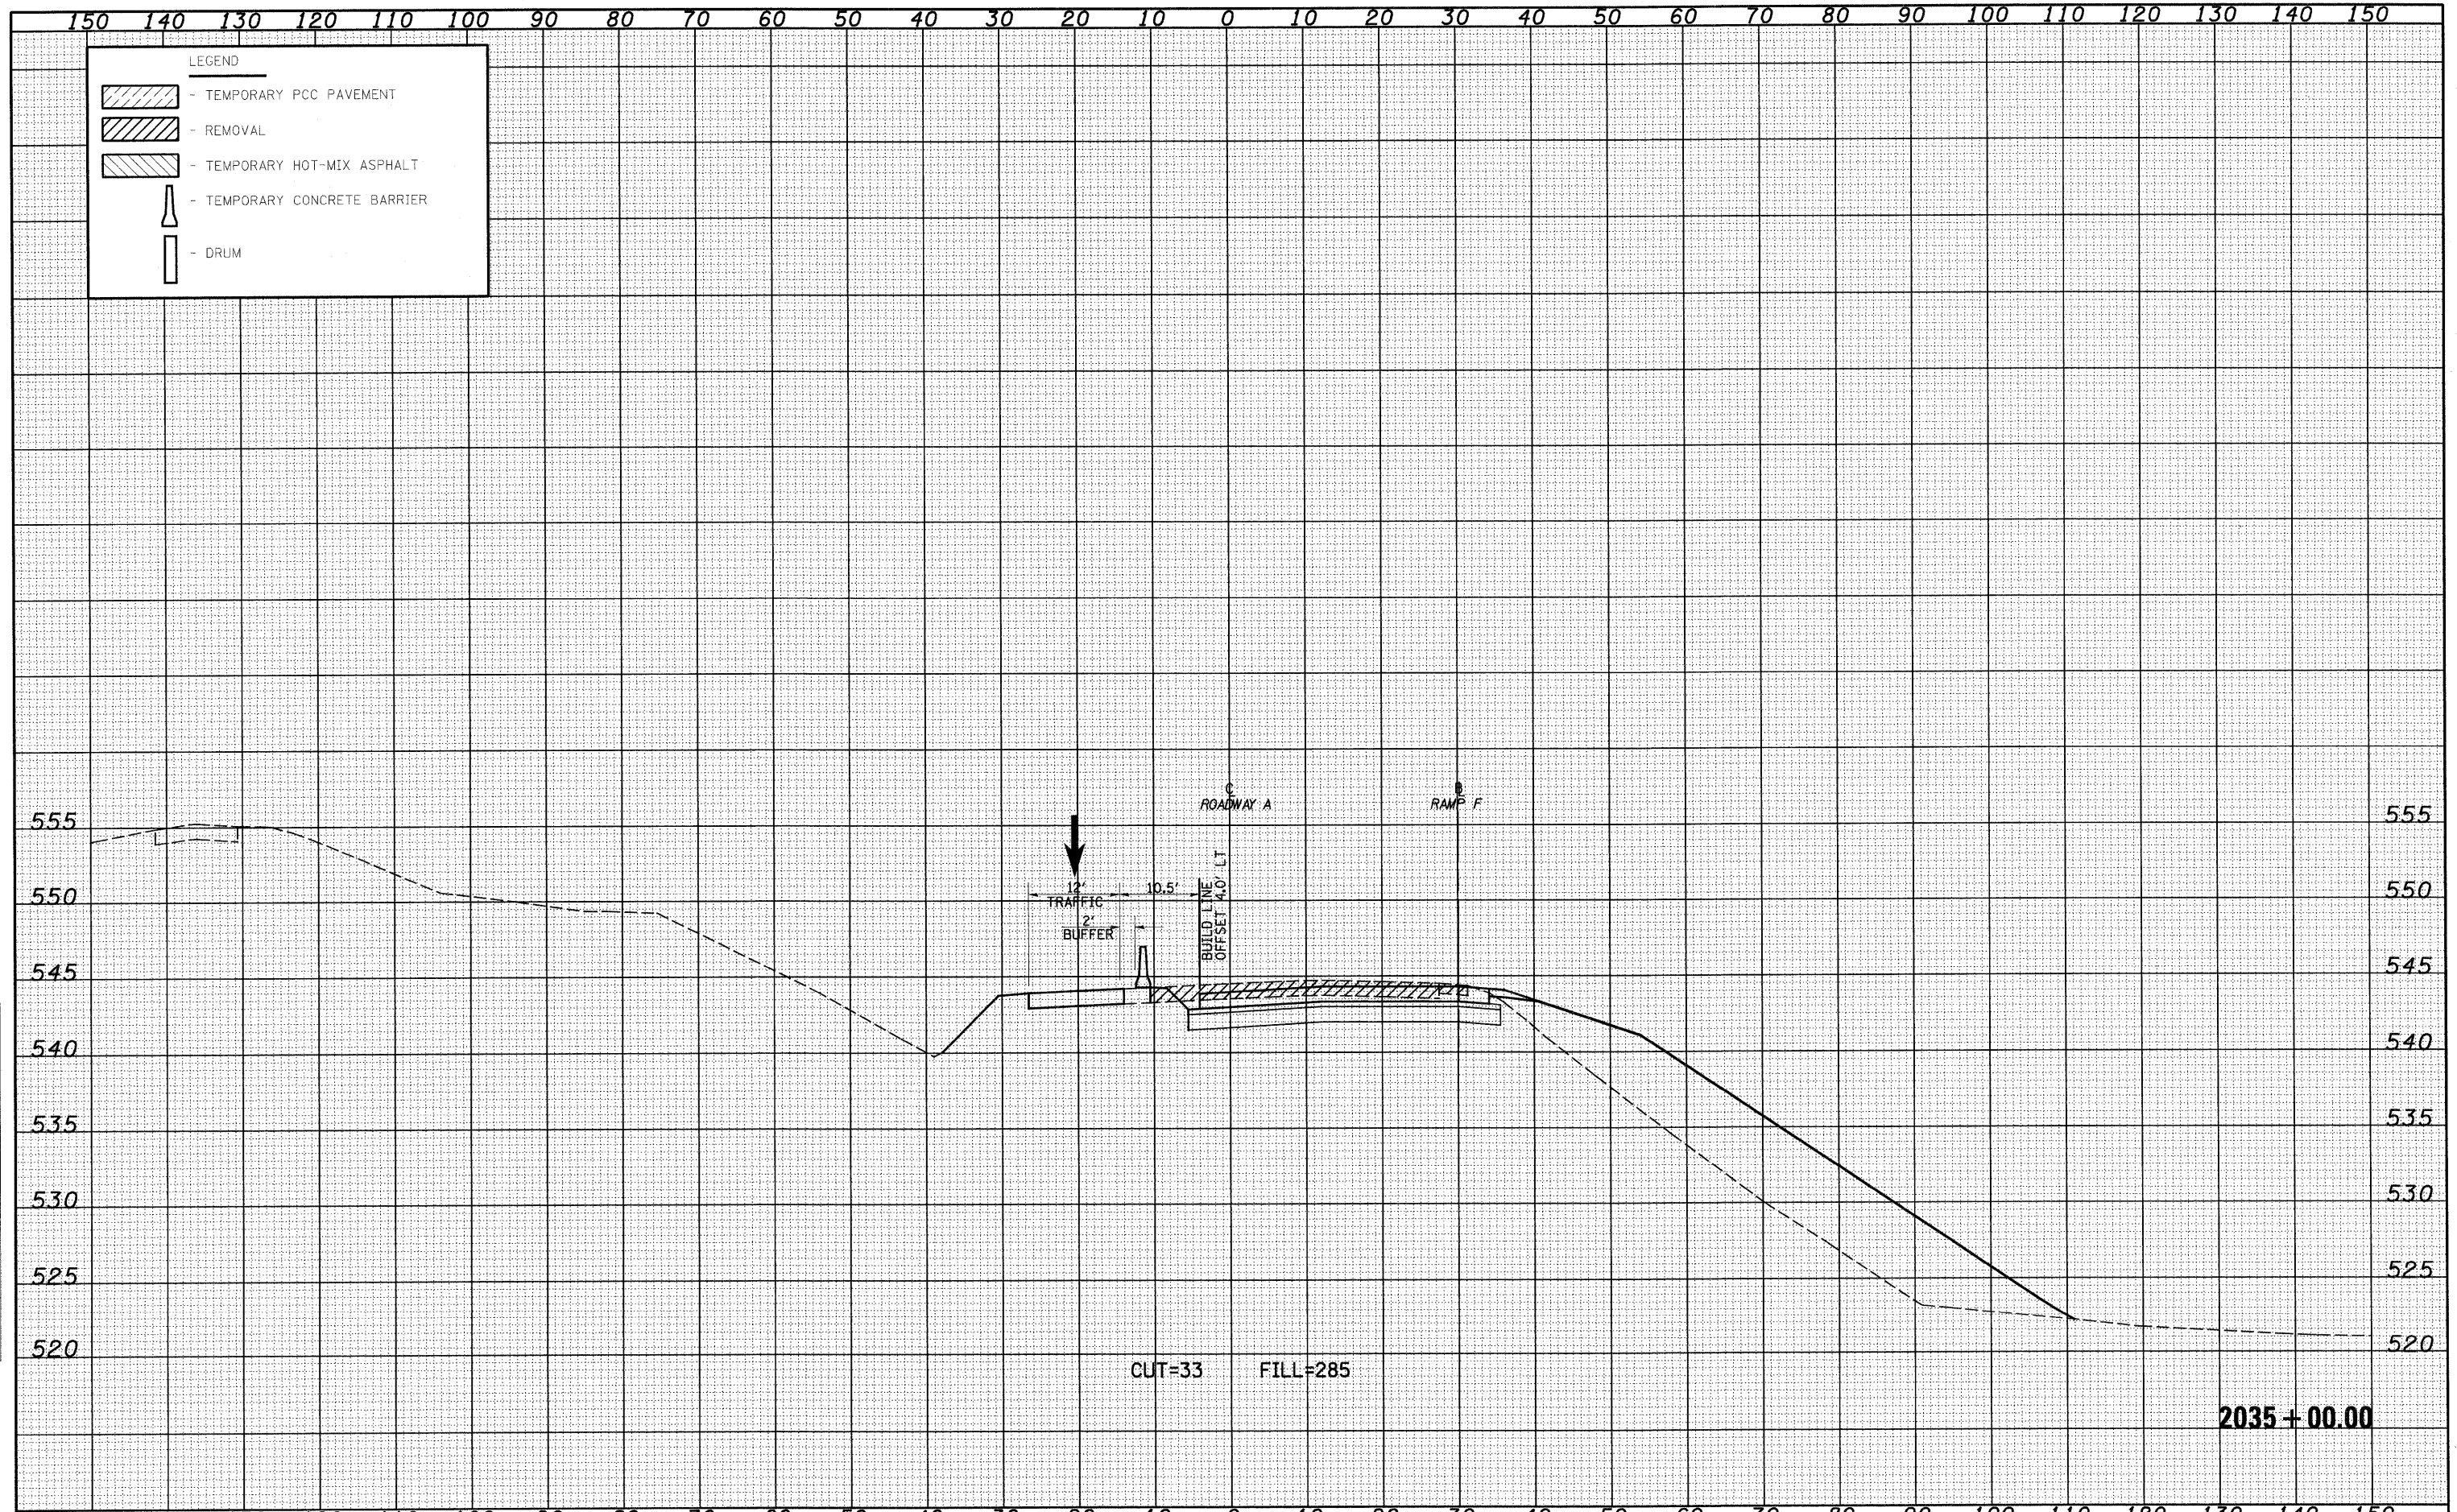 150 140 130 120 110 100 90 80 70 60 50 40 30 20 10 0 10 20 30 40 50 60 70 80 90 100 110 120 130 140 150
LEGEND
- TEMPORARY PCC PAVEMENT
- REMOVAL
- TEMPORARY HOT-MIX ASPHALT
- TEMPORARY CONCRETE BARRIER
- DRUM
C
ROADWAY A
B
RAMP F
555 555
550 550
12'
TRAFFIC
10.5'
2'
BUFFER
BUILD LINE
OFFSET 4.0' LT
545 545
540 540
535 535
530 530
525 525
520 520
CUT=33 FILL=285
2035 + 00.00